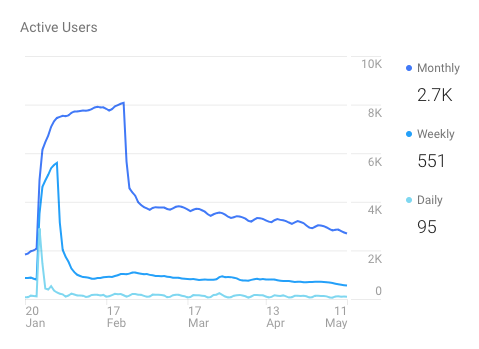 Active Users
10K
8K
6K
4K
2K
0
20 17 17 13 11
Jan Feb Mar Apr May
Monthly
2.7K
Weekly
551
Daily
95